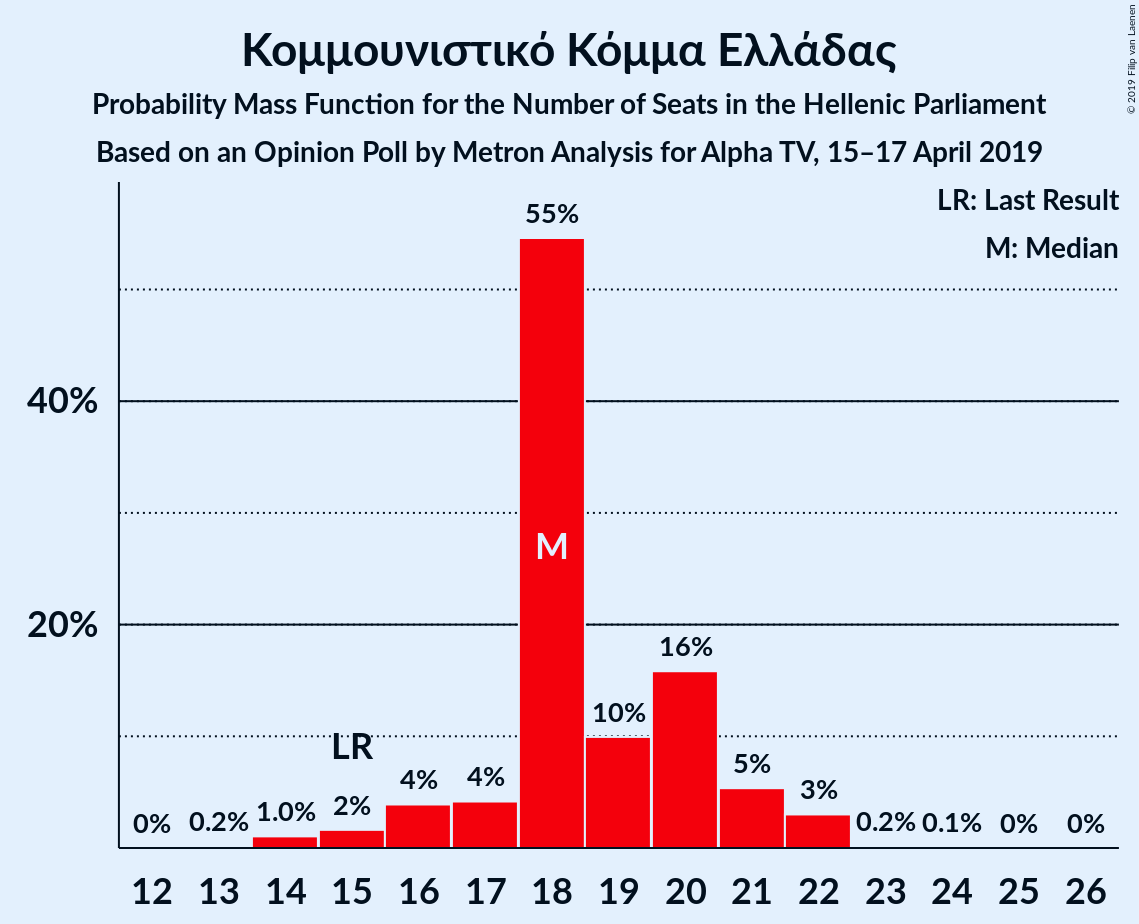 Κομμουνιστικό Κόμμα Ελλάδας
Probability Mass Function for the Number of Seats in the Hellenic Parliament
Based on an Opinion Poll by Metron Analysis for Alpha TV, 15–17 April 2019
© 2019 Filip van Laenen
LR: Last Result
M: Median
55%
40%
M
20%
16%
10%
LR
5%
4%
4%
3%
2%
1.0%
0%
0.2%
0.2%
0.1%
0%
0%
12 13 14 15 16 17 18 19 20 21 22 23 24 25 26